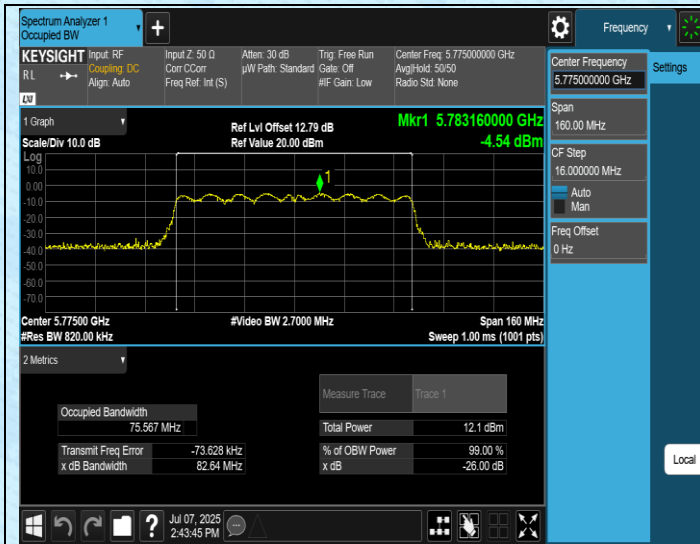 Spectrum Analyzer 1
Occupied BW
Frequency
KEYSIGHT
R L
LXI
Input: RF
Coupling: DC
Align: Auto
Input Z: 50 Ω
Corr CCorr
Freq Ref: Int (S)
Atten: 30 dB
µW Path: Standard
Trig: Free Run
Gate: Off
#IF Gain: Low
Center Freq: 5.775000000 GHz
Avg|Hold: 50/50
Radio Std: None
Center Frequency
5.775000000 GHz
Settings
Span
160.00 MHz
CF Step
16.000000 MHz
Auto
Man
Freq Offset
0 Hz
Local
1 Graph
Scale/Div 10.0 dB
Ref Lvl Offset 12.79 dB
Ref Value 20.00 dBm
Mkr1 5.783160000 GHz
-4.54 dBm
Log
10.0
0.00
-10.0
-20.0
-30.0
-40.0
-50.0
-60.0
-70.0
1
Center 5.77500 GHz
#Res BW 820.00 kHz
#Video BW 2.7000 MHz
Span 160 MHz
Sweep 1.00 ms (1001 pts)
2 Metrics
Measure Trace Trace 1
Occupied Bandwidth
75.567 MHz
Total Power 12.1 dBm
Transmit Freq Error -73.628 kHz
% of OBW Power 99.00 %
x dB Bandwidth 82.64 MHz
x dB -26.00 dB
?
Jul 07, 2025
2:43:45 PM